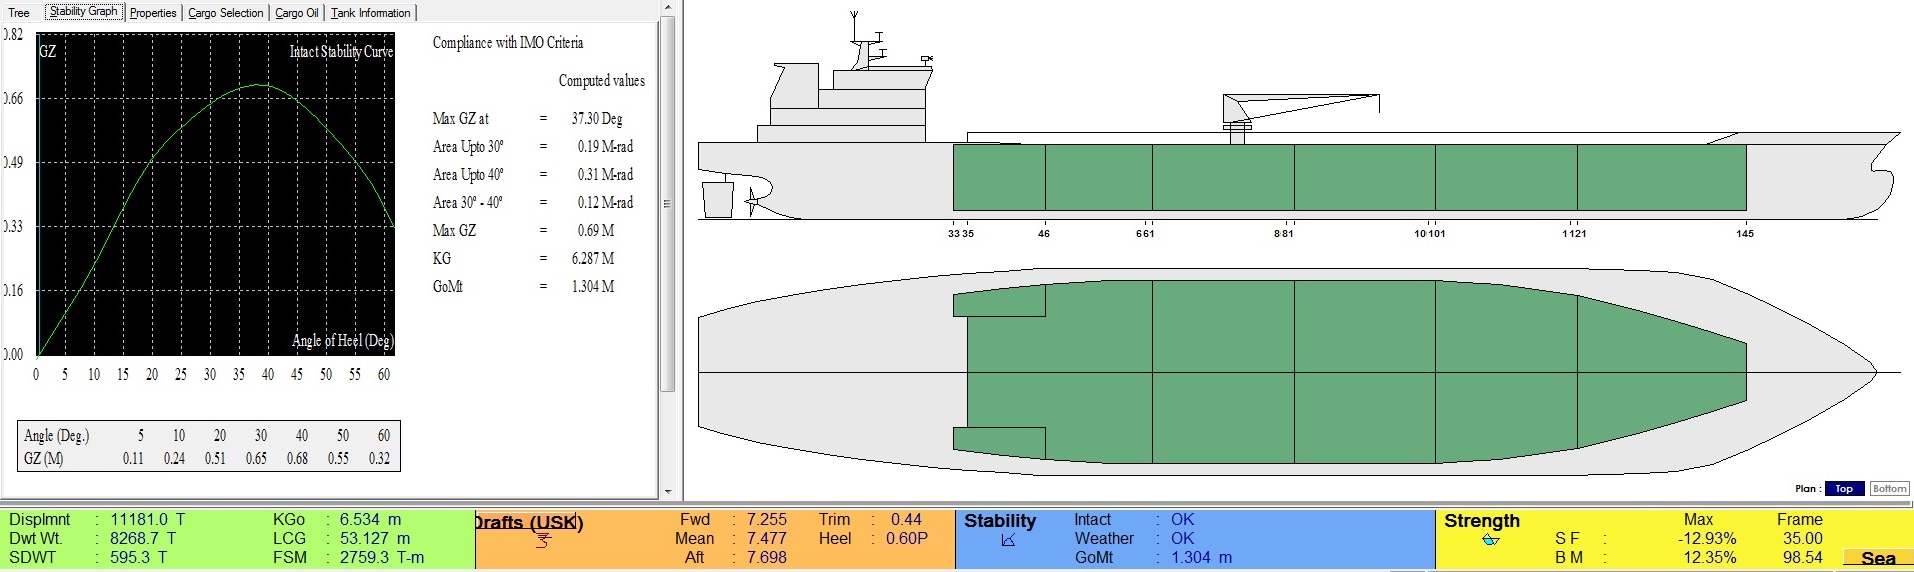 Tree Stability Graph Properties Cargo Selection Cargo Oil Tank Information
0.82
GZ Intact Stability Curve
0.66
0.49
0.33
0.16
Angle of Heel (Deg)
0.00
0 5 10 15 20 25 30 35 40 45 50 55 60
Angle (Deg.) 5 10 20 30 40 50 60
GZ (M) 0.11 0.24 0.51 0.65 0.68 0.55 0.32
Compliance with IMO Criteria
Computed values
Max GZ at = 37.30 Deg
Area Upto 30º = 0.19 M-rad
Area Upto 40º = 0.31 M-rad
Area 30º - 40º = 0.12 M-rad
Max GZ = 0.69 M
KG = 6.287 M
GoMt = 1.304 M
33 35 46 6 61 8 81 10 101 1 121 145
Plan : Top Bottom
Displmnt : 11181.0 T KGo : 6.534 m
Dwt Wt. : 8268.7 T LCG : 53.127 m
SDWT : 595.3 T FSM : 2759.3 T-m
Drafts (USK) Fwd : 7.255 Trim : 0.44
Mean : 7.477 Heel : 0.60P
Aft : 7.698
Stability Intact : OK
Weather : OK
GoMt : 1.304 m
Strength Max Frame
S F : -12.93% 35.00
B M : 12.35% 98.54 Sea